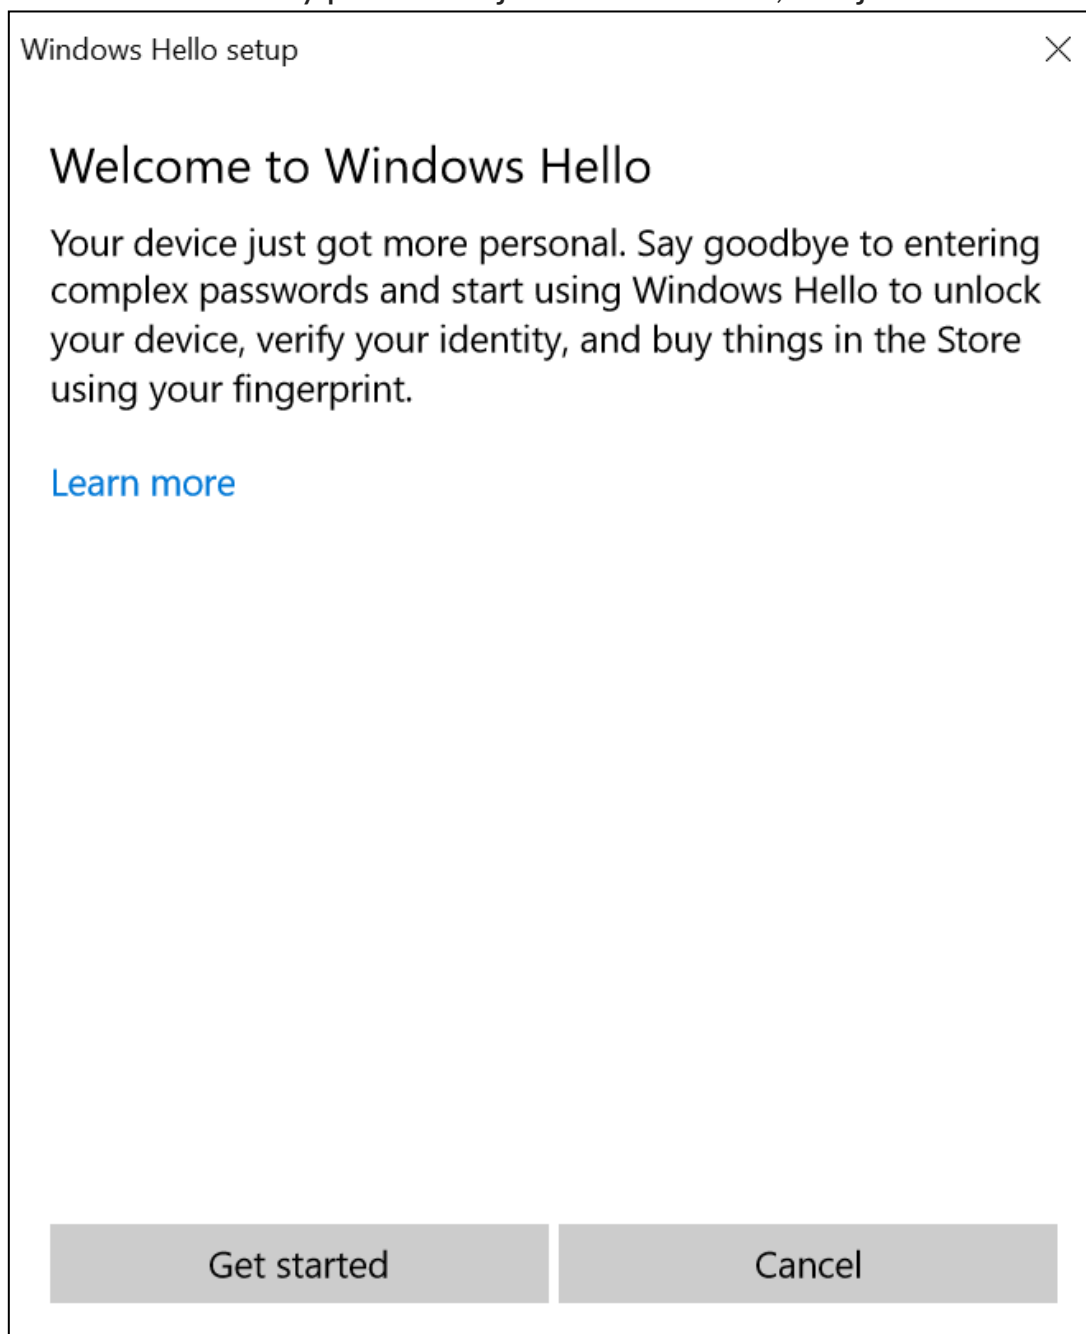 Windows Hello setup
Welcome to Windows Hello
Your device just got more personal. Say goodbye to entering
complex passwords and start using Windows Hello to unlock
your device, verify your identity, and buy things in the Store
using your fingerprint.
Learn more
Get started
Cancel